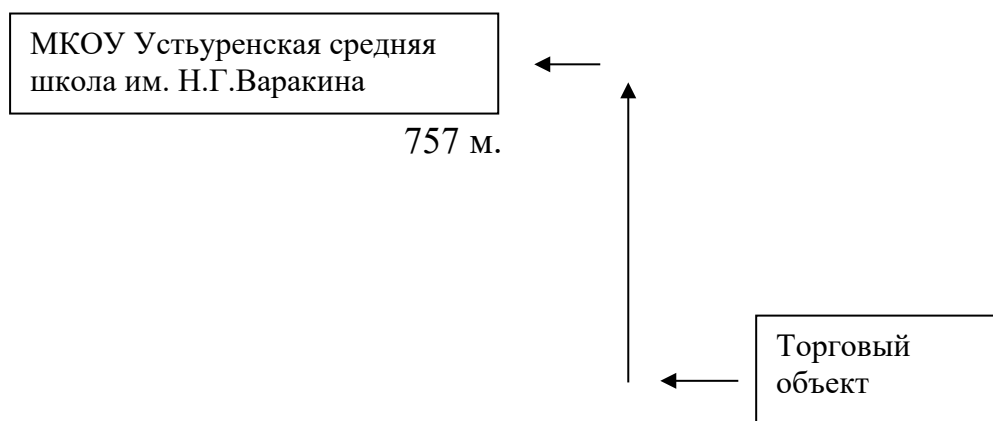 МКОУ Устьуренская средняя
школа им. Н.Г.Варакина
757 м.
Торговый
объект